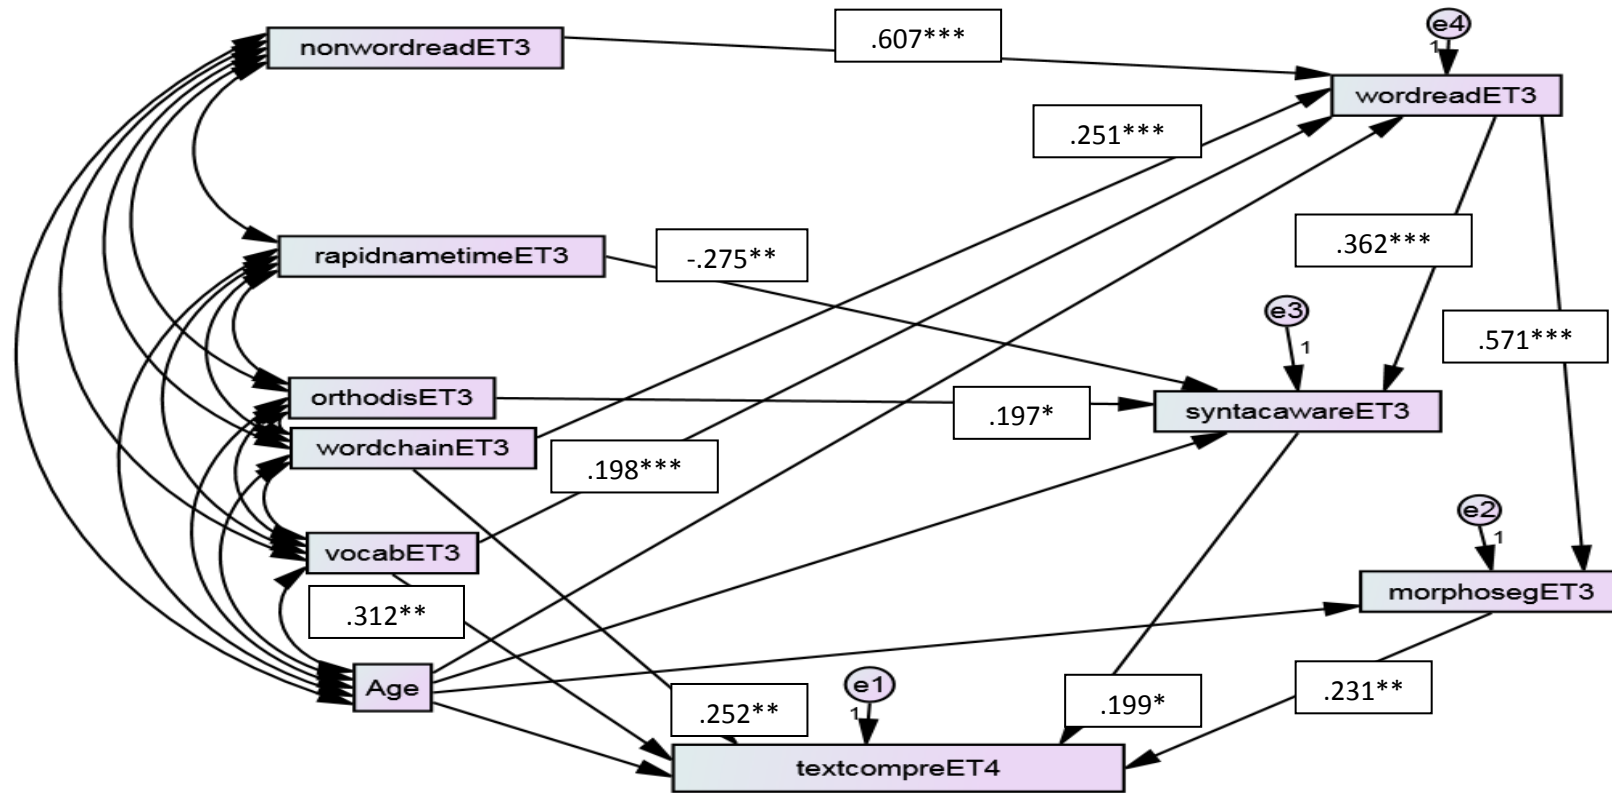 e4
nonwordreadET3
.607***
1
wordreadET3
.251***
.362***
rapidnametimeET3
-.275**
e3
.571***
1
orthodisET3
.197*
syntacawareET3
wordchainET3
.198***
e2
1
vocabET3
morphosegET3
.312**
Age
e1
.231**
.252**
1
.199*
textcompreET4